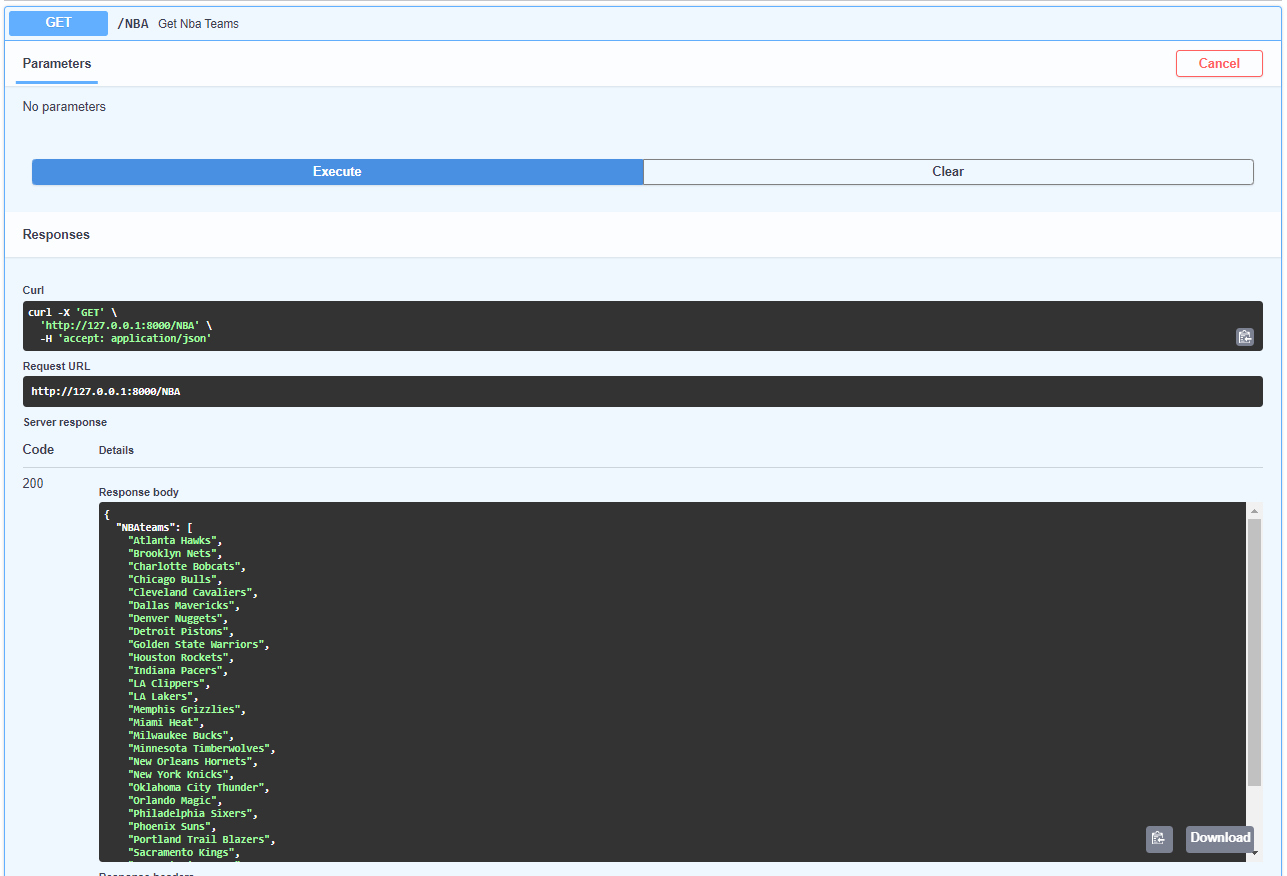 GET /NBA Get Nba Teams
Parameters Cancel
No parameters
Execute Clear
Responses
Curl
curl -X 'GET' \
'http://127.0.0.1:8000/NBA' \
-H 'accept: application/json'
Request URL
http://127.0.0.1:8000/NBA
Server response
Code Details
200
Response body
{
"NBAteams": [
"Atlanta Hawks",
"Brooklyn Nets",
"Charlotte Bobcats",
"Chicago Bulls",
"Cleveland Cavaliers",
"Dallas Mavericks",
"Denver Nuggets",
"Detroit Pistons",
"Golden State Warriors",
"Houston Rockets",
"Indiana Pacers",
"LA Clippers",
"LA Lakers",
"Memphis Grizzlies",
"Miami Heat",
"Milwaukee Bucks",
"Minnesota Timberwolves",
"New Orleans Hornets",
"New York Knicks",
"Oklahoma City Thunder",
"Orlando Magic",
"Philadelphia Sixers",
"Phoenix Suns",
"Portland Trail Blazers",
"Sacramento Kings",
Download
Response headers